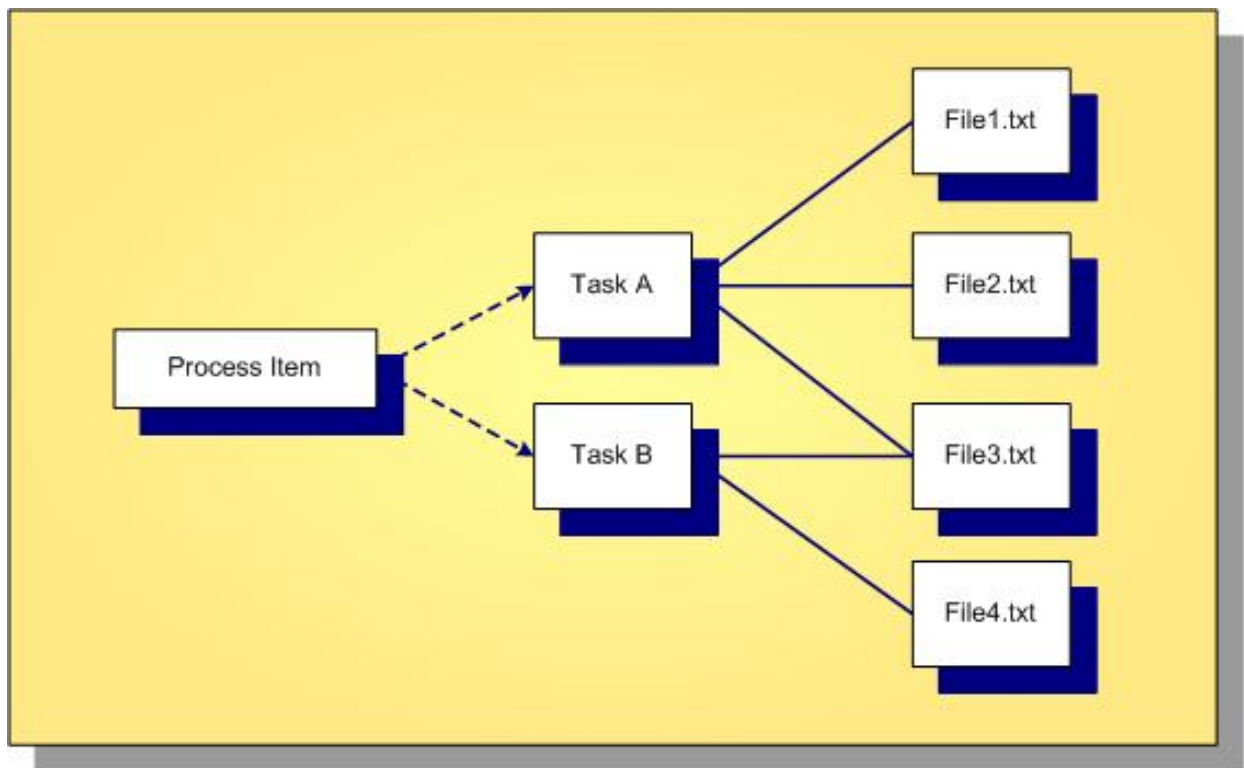 Process Item
Task A
Task B
File1.txt
File2.txt
File3.txt
File4.txt